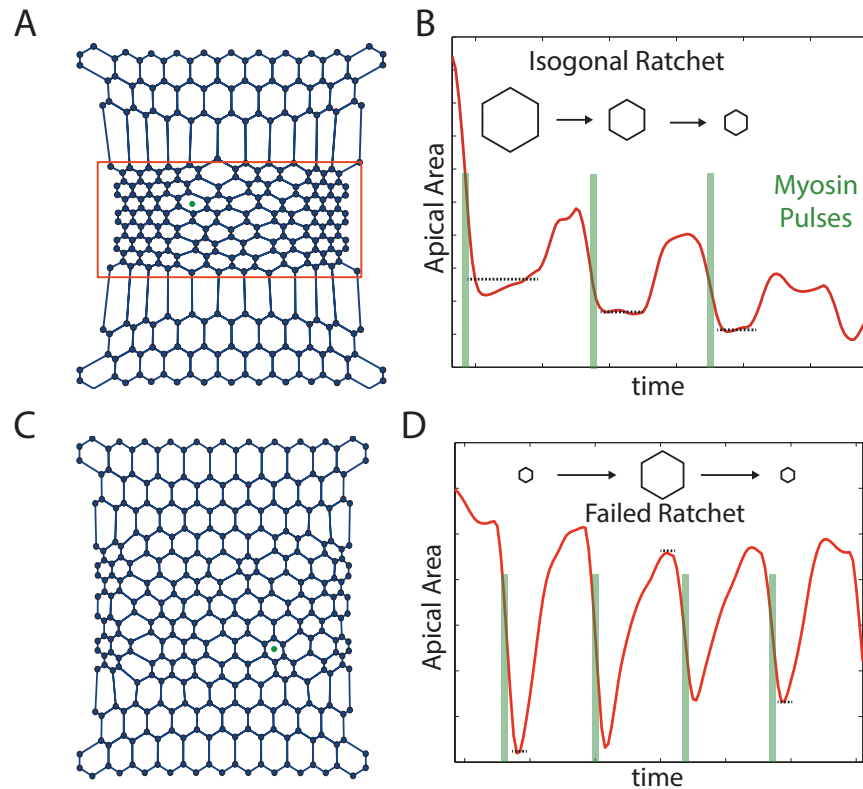 A
B
Isogonal Ratchet
Myosin
Pulses
Apical Area
time
C
D
Failed Ratchet
Apical Area
time